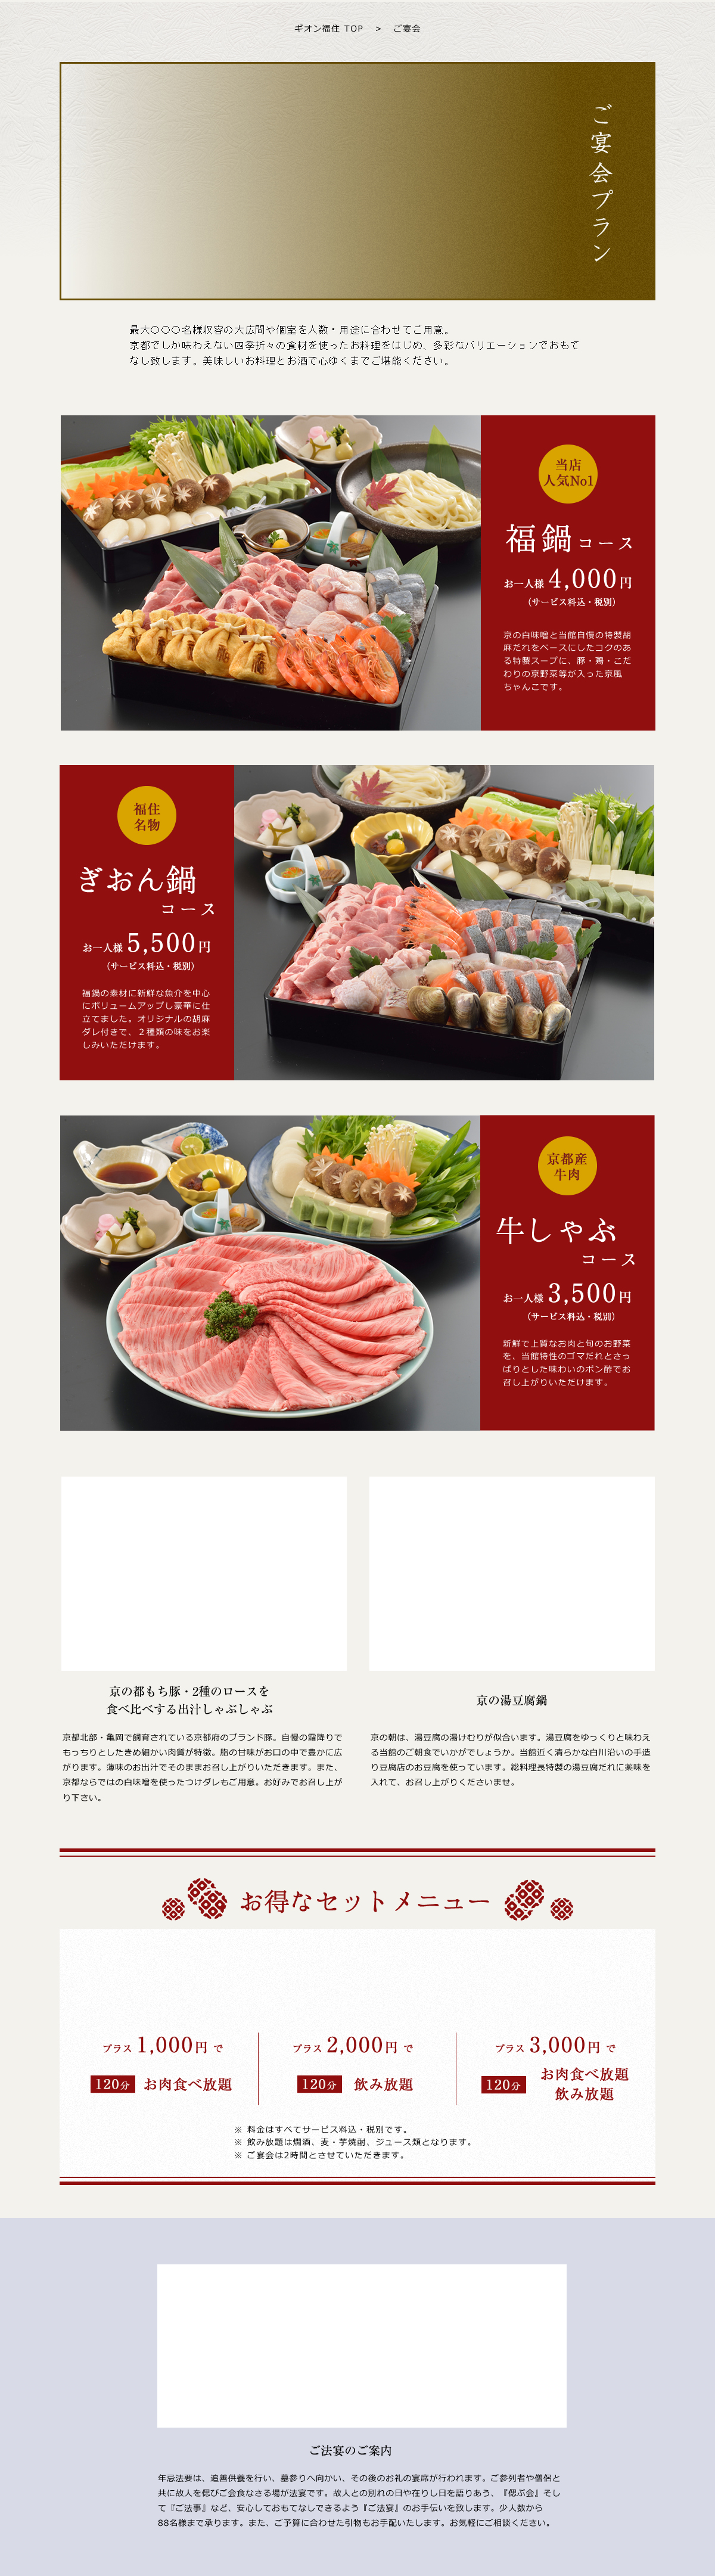 ギオン福住 TOP > ご宴会
ご宴会プラン
最大〇〇〇名様収容の大広間や個室を人数・用途に合わせてご用意。
京都でしか味わえない四季折々の食材を使ったお料理をはじめ、多彩なバリエーションでおもて
なし致します。美味しいお料理とお酒で心ゆくまでご堪能ください。
当店
人気No1
福鍋コース
お一人様 4,000円
（サービス料込・税別）
京の白味噌と当館自慢の特製胡
麻だれをベースにしたコクのあ
る特製スープに、豚・鶏・こだ
わりの京野菜等が入った京風
ちゃんこです。
福住
名物
ぎおん鍋
コース
お一人様 5,500円
（サービス料込・税別）
福鍋の素材に新鮮な魚介を中心
にボリュームアップし豪華に仕
立てました。オリジナルの胡麻
ダレ付きで、２種類の味をお楽
しみいただけます。
京都産
牛肉
牛しゃぶ
コース
お一人様 3,500円
（サービス料込・税別）
新鮮で上質なお肉と旬のお野菜
を、当館特性のゴマだれとさっ
ぱりとした味わいのポン酢でお
召し上がりいただけます。
京の都もち豚・2種のロースを
食べ比べする出汁しゃぶしゃぶ
京都北部・亀岡で飼育されている京都府のブランド豚。自慢の霜降りで
もっちりとしたきめ細かい肉質が特徴。脂の甘味がお口の中で豊かに広
がります。薄味のお出汁でそのままお召し上がりいただきます。また、
京都ならではの白味噌を使ったつけダレもご用意。お好みでお召し上が
り下さい。
京の湯豆腐鍋
京の朝は、湯豆腐の湯けむりが似合います。湯豆腐をゆっくりと味わえ
る当館のご朝食でいかがでしょうか。当館近く清らかな白川沿いの手造
り豆腐店のお豆腐を使っています。総料理長特製の湯豆腐だれに薬味を
入れて、お召し上がりくださいませ。
お得なセットメニュー
プラス 1,000円 で
120分 お肉食べ放題
プラス 2,000円 で
120分 飲み放題
プラス 3,000円 で
120分 お肉食べ放題
飲み放題
※ 料金はすべてサービス料込・税別です。
※ 飲み放題は燗酒、麦・芋焼酎、ジュース類となります。
※ ご宴会は2時間とさせていただきます。
ご法宴のご案内
年忌法要は、追善供養を行い、墓参りへ向かい、その後のお礼の宴席が行われます。ご参列者や僧侶と
共に故人を偲びご会食なさる場が法宴です。故人との別れの日や在りし日を語りあう、『偲ぶ会』そし
て『ご法事』など、安心しておもてなしできるよう『ご法宴』のお手伝いを致します。少人数から
88名様まで承ります。また、ご予算に合わせた引物もお手配いたします。お気軽にご相談ください。